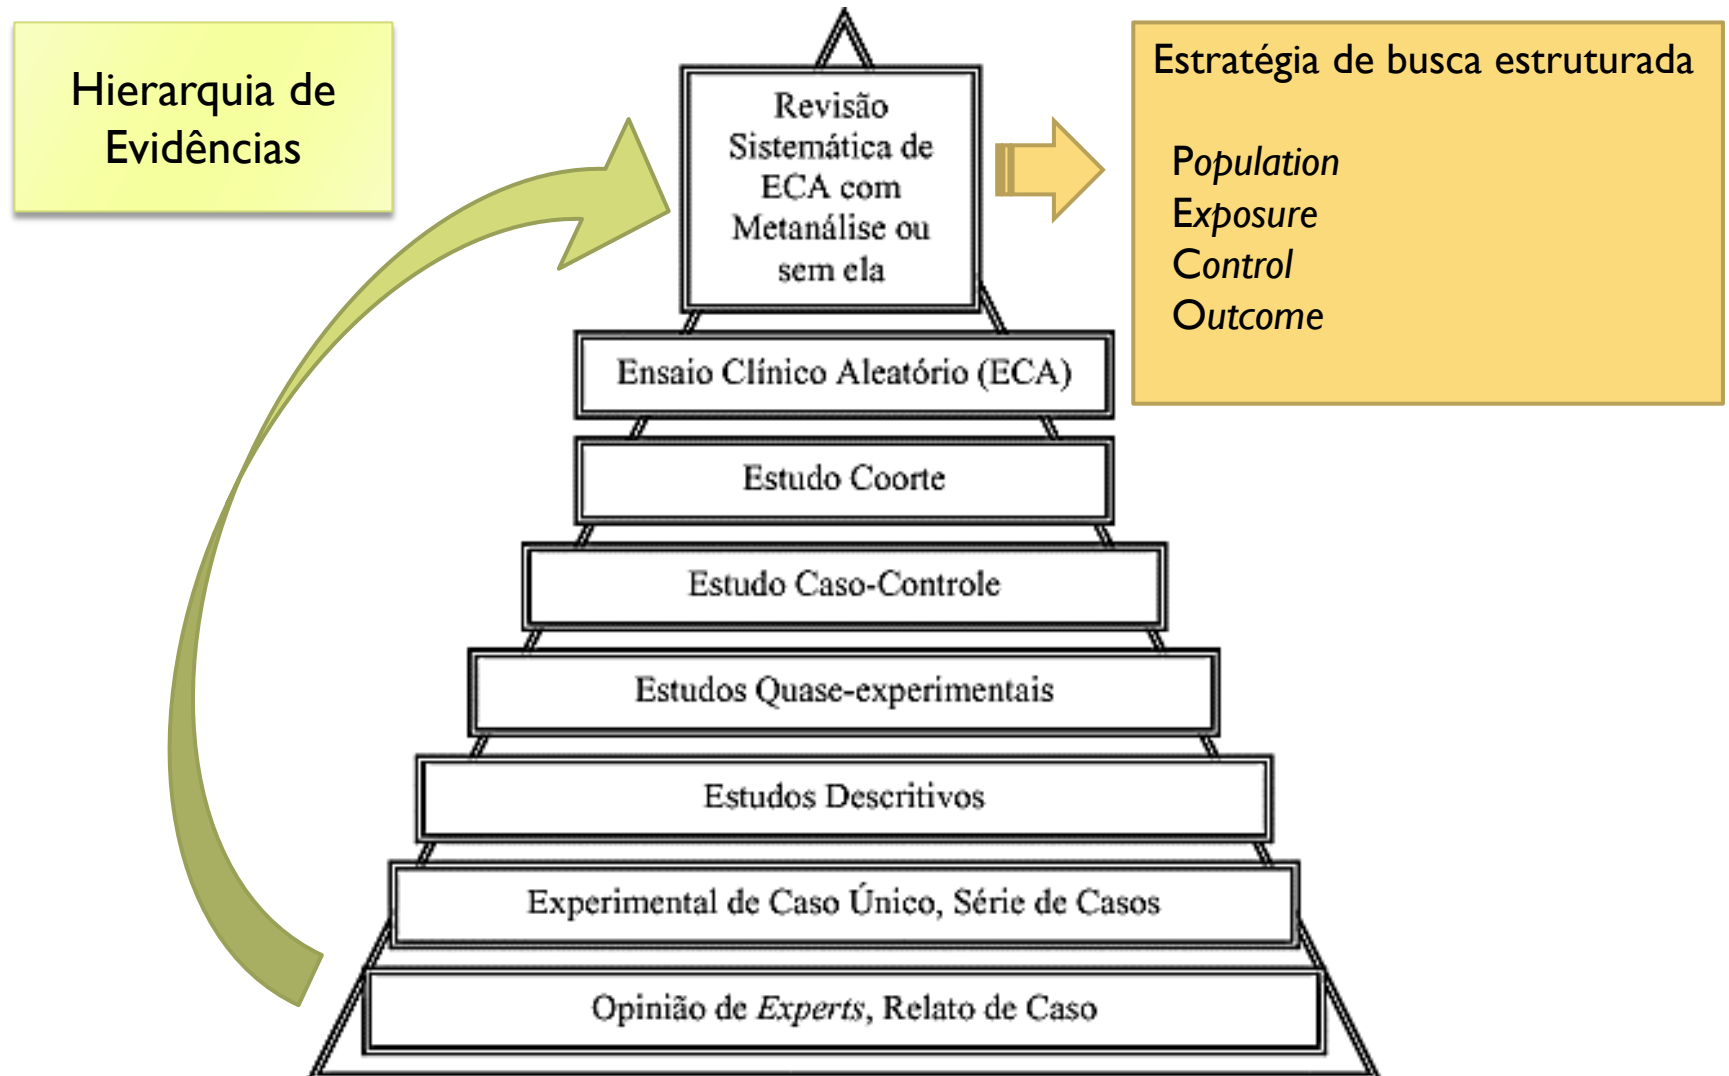 Hierarquia de
Evidências
Revisão
Sistemática de
ECA com
Metanálise ou
sem ela
Estratégia de busca estruturada
Population
Exposure
Control
Outcome
Ensaio Clínico Aleatório (ECA)
Estudo Coorte
Estudo Caso-Controle
Estudos Quase-experimentais
Estudos Descritivos
Experimental de Caso Único, Série de Casos
Opinião de Experts, Relato de Caso